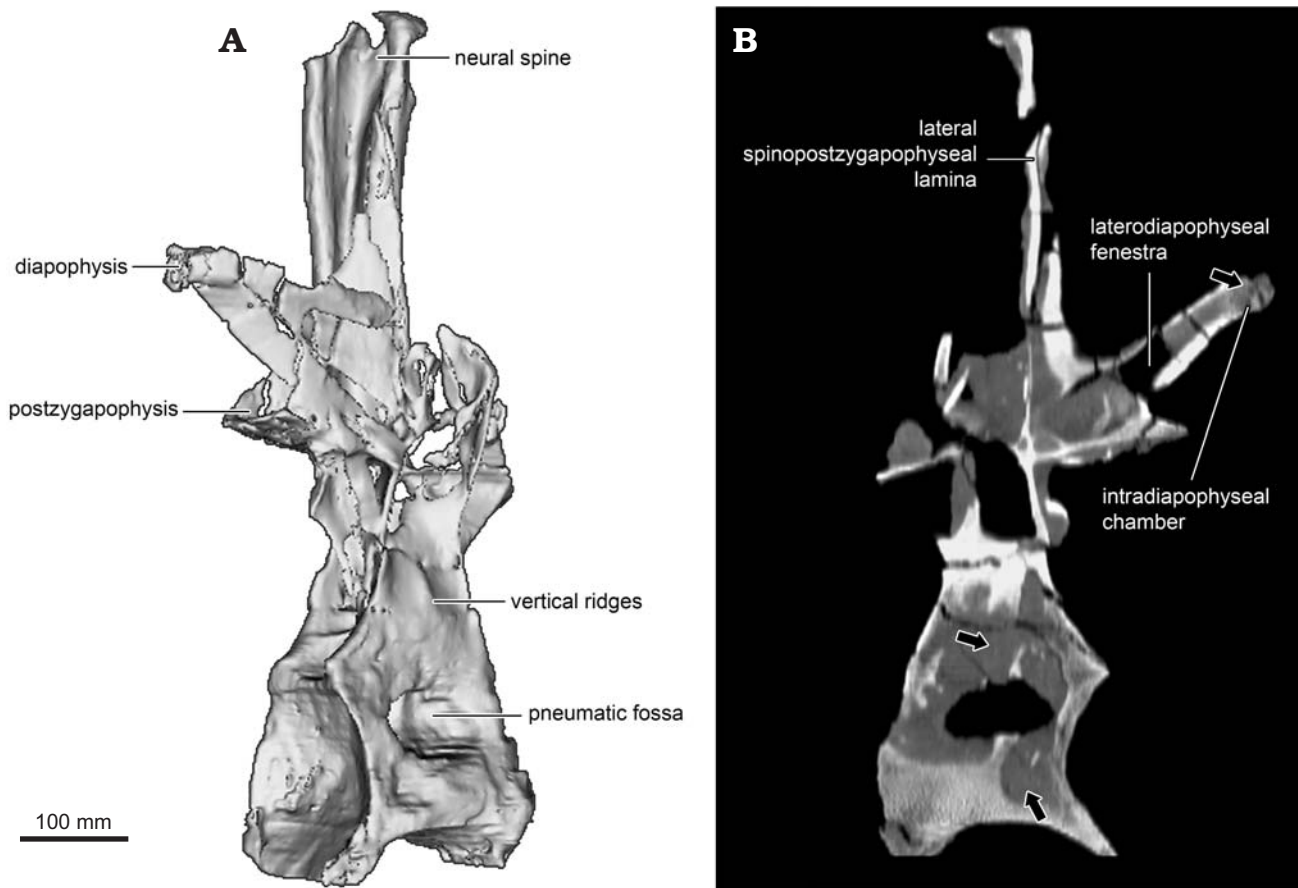 A
neural spine
diapophysis
postzygapophysis
vertical ridges
pneumatic fossa
100 mm
B
lateral
spinopostzygapophyseal
lamina
laterodiapophyseal
fenestra
intradiapophyseal
chamber